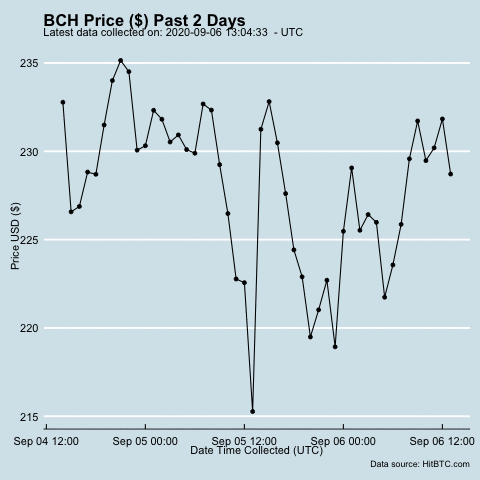 BCH Price ($) Past 2 Days
Latest data collected on: 2020-09-06 13:04:33  - UTC
235
230
225
220
215
Price USD ($)
Sep 04 12:00 Sep 05 00:00 Sep 05 12:00 Sep 06 00:00 Sep 06 12:00
Date Time Collected (UTC)
Data source: HitBTC.com